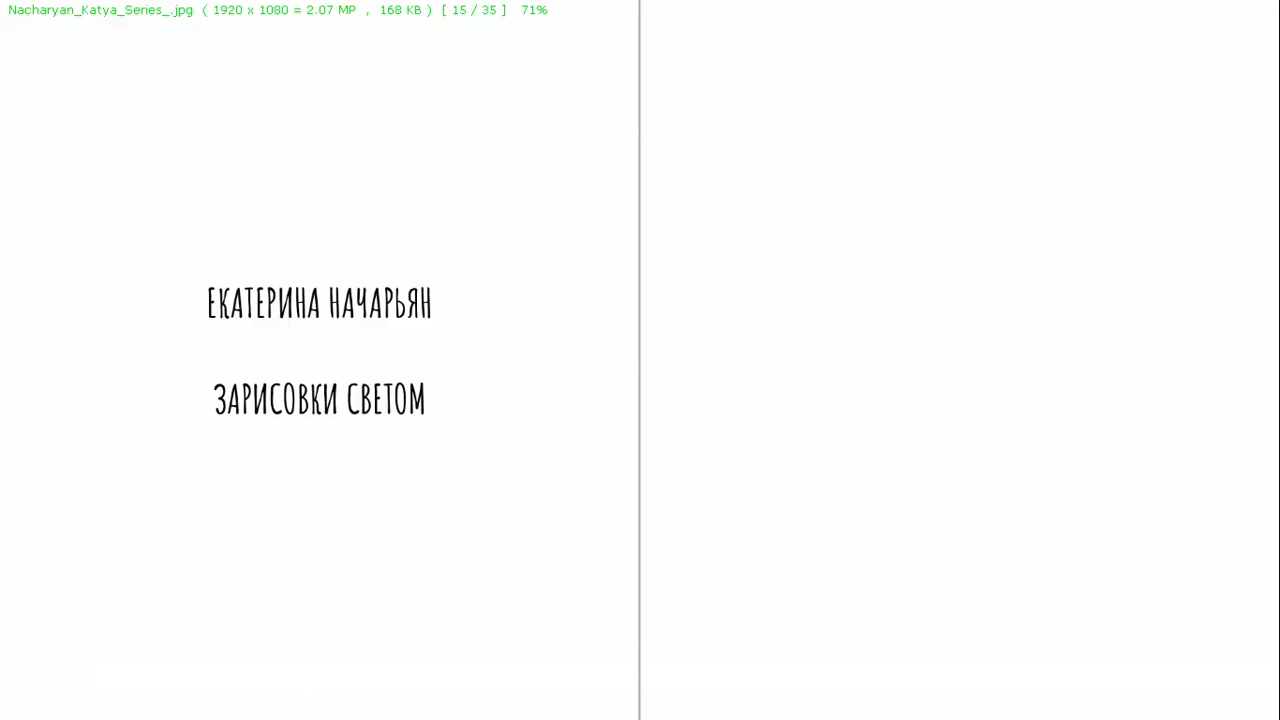 Nacharyan_Katya_Series_.jpg ( 1920 x 1080 = 2.07 MP , 168 KB ) [ 15 / 35 ] 71%
ЕКАТЕРИНА НАЧАРЬЯН
ЗАРИСОВКИ СВЕТОМ